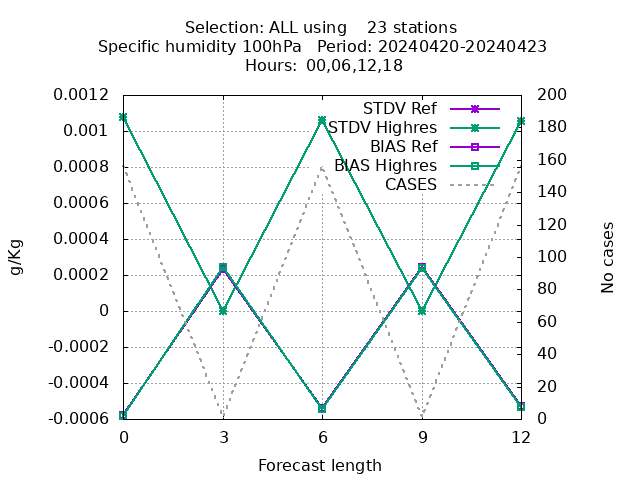 Selection: ALL using    23 stations
Specific humidity 100hPa   Period: 20240420-20240423
Hours:  00,06,12,18
STDV Ref
STDV Highres
BIAS Ref
BIAS Highres
CASES
0.0012
0.001
0.0008
0.0006
0.0004
0.0002
0
-0.0002
-0.0004
-0.0006
200
180
160
140
120
100
80
60
40
20
0
0 3 6 9 12
g/Kg
No cases
Forecast length